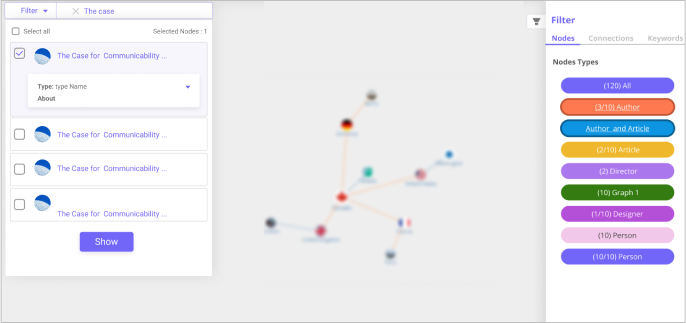 Filter
The case
Select all
Selected Nodes : 1
The Case for Communicability ...
Type: type Name
About
The Case for Communicability ...
The Case for Communicability ...
The Case for Communicability ...
Show
Filter
Nodes Connections Keywords
Nodes Types
(120) All
(3/10) Author
Author and Article
(2/10) Article
(2) Director
(10) Graph 1
(1/10) Designer
(10) Person
(10/10) Person